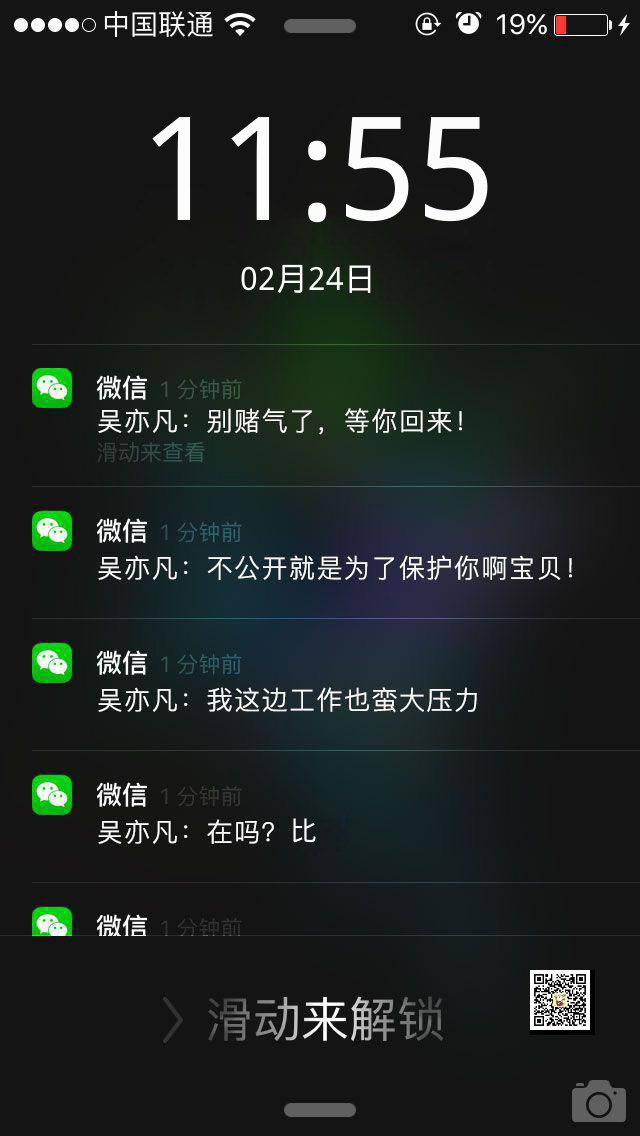 中国联通 19%
11:55
02月24日
微信 1 分钟前
吴亦凡：别赌气了，等你回来！
滑动来查看
微信 1 分钟前
吴亦凡：不公开就是为了保护你啊宝贝！
微信 1 分钟前
吴亦凡：我这边工作也蛮大压力
微信 1 分钟前
吴亦凡：在吗？比
微信 1 分钟前
滑动来解锁